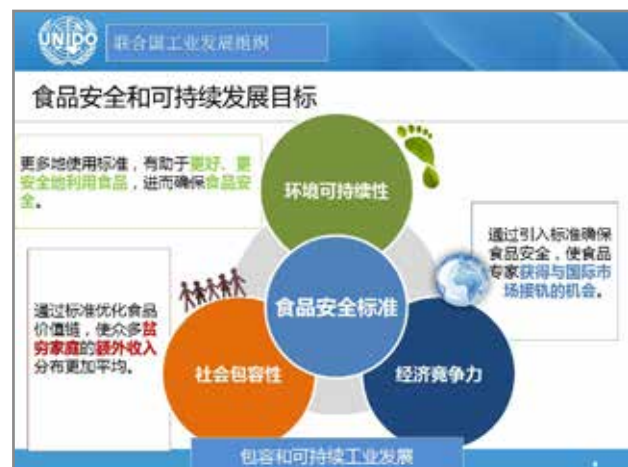 UNIDO
联合国工业发展组织
食品安全和可持续发展目标
更多地使用标准，有助于更好、更
安全地利用食品，进而确保食品安
全。
环境可持续性
通过引入标准确保
食品安全，使食品
专家获得与国际市
场接轨的机会。
食品安全标准
通过标准优化食品
价值链，使众多贫
穷家庭的额外收入
分布更加平均。
社会包容性
经济竞争力
包容和可持续工业发展